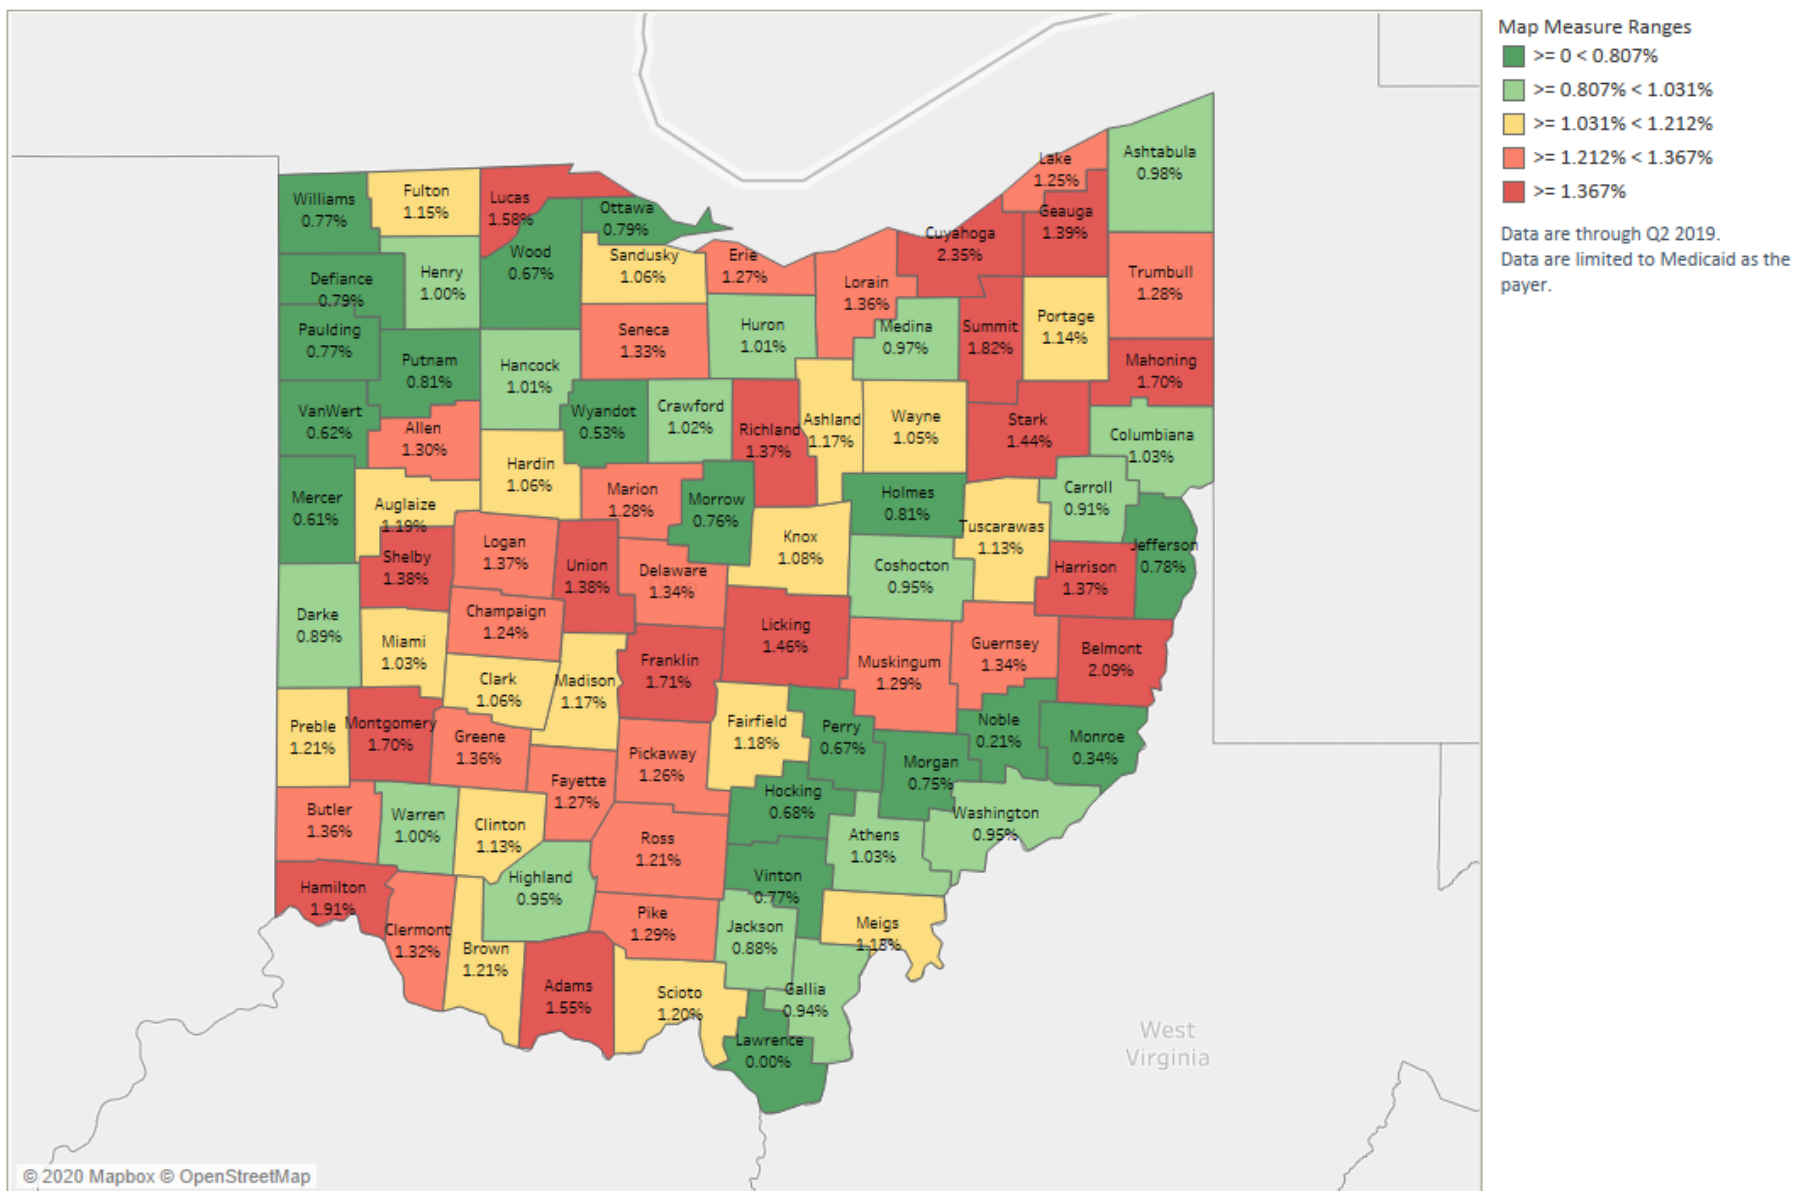 Map Measure Ranges
>= 0 < 0.807%
>= 0.807% < 1.031%
>= 1.031% < 1.212%
>= 1.212% < 1.367%
>= 1.367%
Data are through Q2 2019.
Data are limited to Medicaid as the
payer.
Ashtabula
0.98%
Lake
1.25%
Geauga
1.39%
Cuyahoga
2.35%
Williams
0.77%
Fulton
1.15%
Lucas
1.58%
Ottawa
0.79%
Wood
0.67%
Sandusky
1.06%
Erie
1.27%
Lorain
1.36%
Trumbull
1.28%
Defiance
0.79%
Henry
1.00%
Paulding
0.77%
Putnam
0.81%
Hancock
1.01%
Seneca
1.33%
Huron
1.01%
Medina
0.97%
Summit
1.82%
Portage
1.14%
Mahoning
1.70%
VanWert
0.62%
Allen
1.30%
Wyandot
0.53%
Crawford
1.02%
Richland
1.37%
Ashland
1.17%
Wayne
1.05%
Stark
1.44%
Columbiana
1.03%
Mercer
0.61%
Auglaize
1.19%
Hardin
1.06%
Marion
1.28%
Morrow
0.76%
Holmes
0.81%
Carroll
0.91%
Tuscarawas
1.13%
Jefferson
0.78%
Shelby
1.38%
Logan
1.37%
Union
1.38%
Delaware
1.34%
Knox
1.08%
Coshocton
0.95%
Harrison
1.37%
Darke
0.89%
Miami
1.03%
Champaign
1.24%
Licking
1.46%
Muskingum
1.29%
Guernsey
1.34%
Belmont
2.09%
Clark
1.06%
Madison
1.17%
Franklin
1.71%
Preble
1.21%
Montgomery
1.70%
Greene
1.36%
Fairfield
1.18%
Perry
0.67%
Noble
0.21%
Monroe
0.34%
Fayette
1.27%
Pickaway
1.26%
Morgan
0.75%
Hocking
0.68%
Washington
0.95%
Butler
1.36%
Warren
1.00%
Clinton
1.13%
Ross
1.21%
Athens
1.03%
Hamilton
1.91%
Highland
0.95%
Vinton
0.77%
Clermont
1.32%
Brown
1.21%
Pike
1.29%
Jackson
0.88%
Meigs
1.18%
Adams
1.55%
Scioto
1.20%
Gallia
0.94%
Lawrence
0.00%
West
Virginia
© 2020 Mapbox © OpenStreetMap